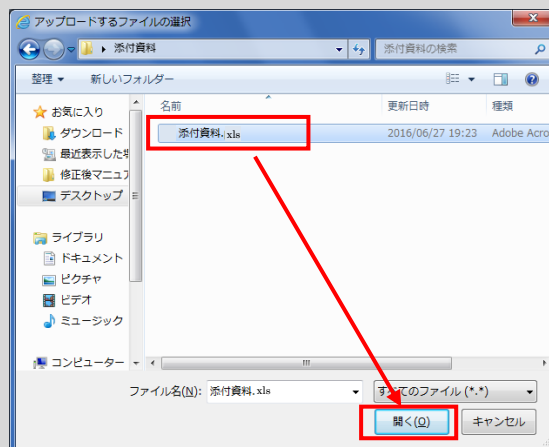 アップロードするファイルの選択
添付資料
添付資料の検索
整理 新しいフォルダー
名前 更新日時 種類
お気に入り
添付資料.xls 2016/06/27 19:23 Adobe Acro
ダウンロード
最近表示した場
修正後マニュア
デスクトップ
ライブラリ
ドキュメント
ピクチャ
ビデオ
ミュージック
コンピューター
ファイル名(N): 添付資料.xls すべてのファイル (*.*)
開く(O) キャンセル